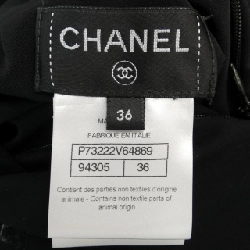 CHANEL
36
FABRIQUE EN ITALIE
P73222V64869
94305 36
Contient des parties non textiles d'origine
animale - Contains non textile parts of
animal origin